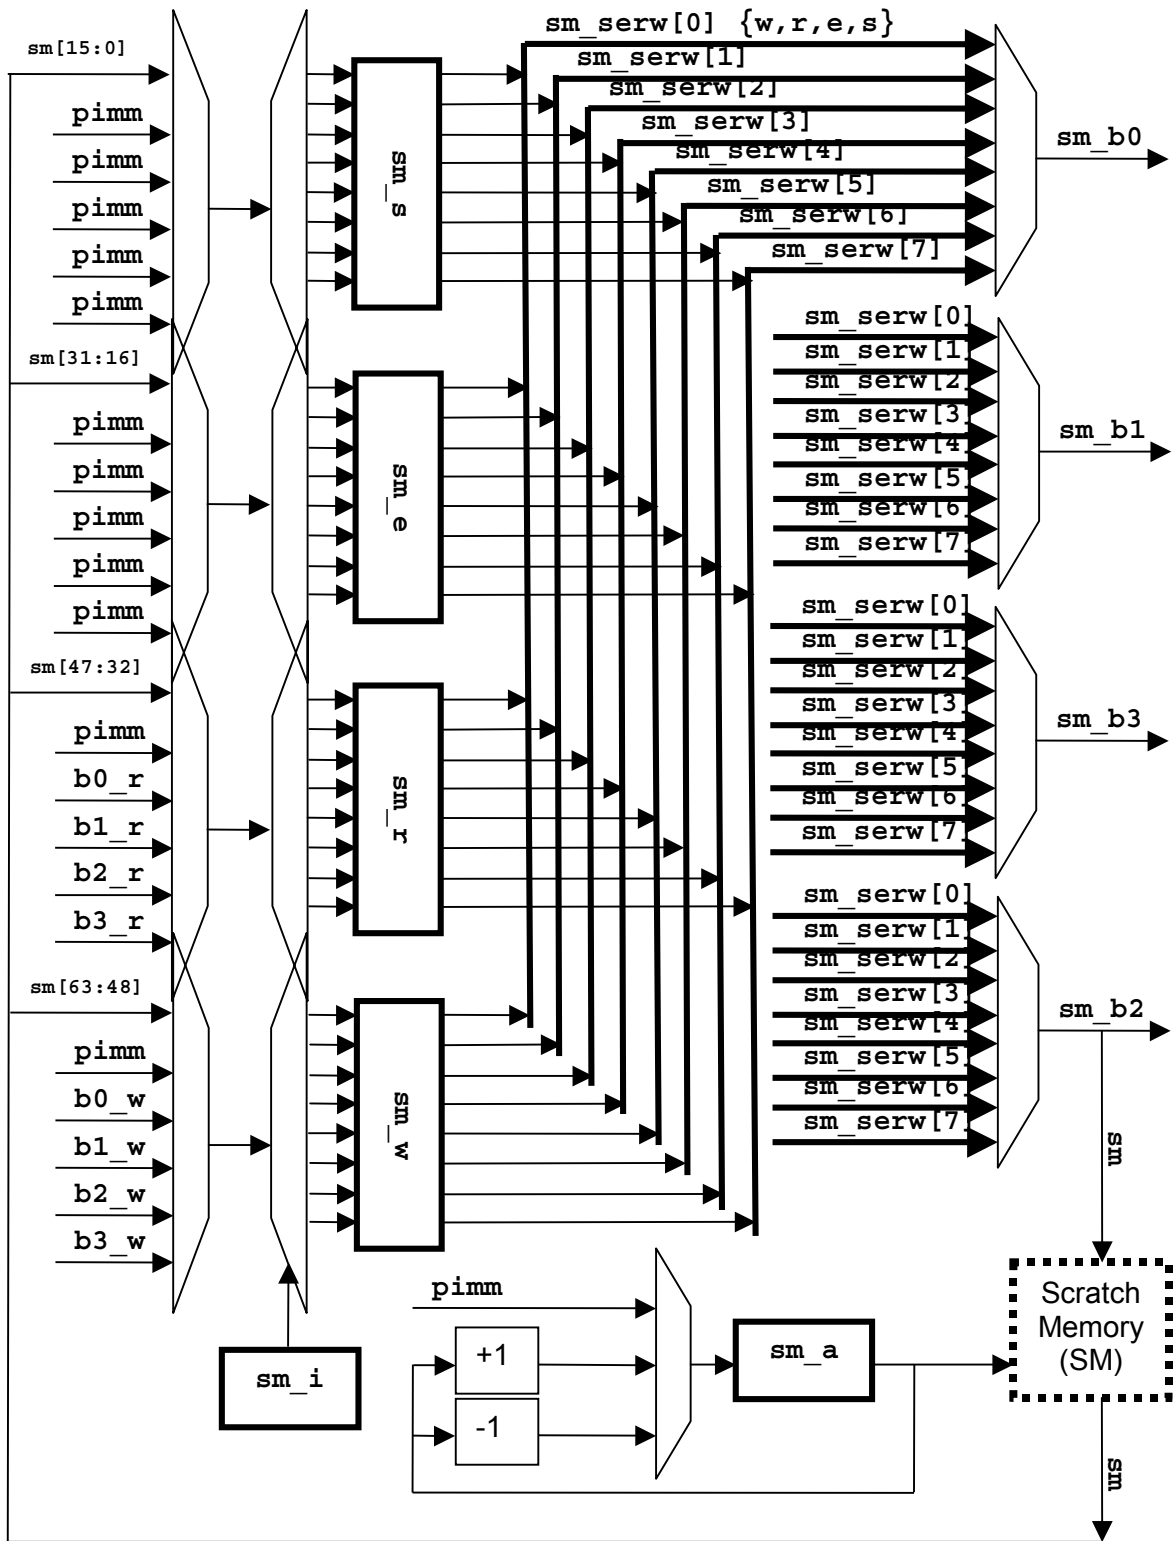 sm_serw[0] {w,r,e,s}
sm_serw[1]
sm_serw[2]
sm_serw[3]
sm_serw[4]
sm_serw[5]
sm_serw[6]
sm_serw[7]
sm_b0
sm[15:0]
pimm
pimm
pimm
pimm
pimm
sm_s
sm[31:16]
pimm
pimm
pimm
pimm
pimm
sm_e
sm_serw[0]
sm_serw[1]
sm_serw[2]
sm_serw[3]
sm_serw[4]
sm_serw[5]
sm_serw[6]
sm_serw[7]
sm_b1
sm[47:32]
pimm
b0_r
b1_r
b2_r
b3_r
sm_r
sm_serw[0]
sm_serw[1]
sm_serw[2]
sm_serw[3]
sm_serw[4]
sm_serw[5]
sm_serw[6]
sm_serw[7]
sm_b3
sm[63:48]
pimm
b0_w
b1_w
b2_w
b3_w
sm_w
sm_serw[0]
sm_serw[1]
sm_serw[2]
sm_serw[3]
sm_serw[4]
sm_serw[5]
sm_serw[6]
sm_serw[7]
sm_b2
sm
sm_i
pimm
+1
-1
sm_a
Scratch
Memory
(SM)
sm